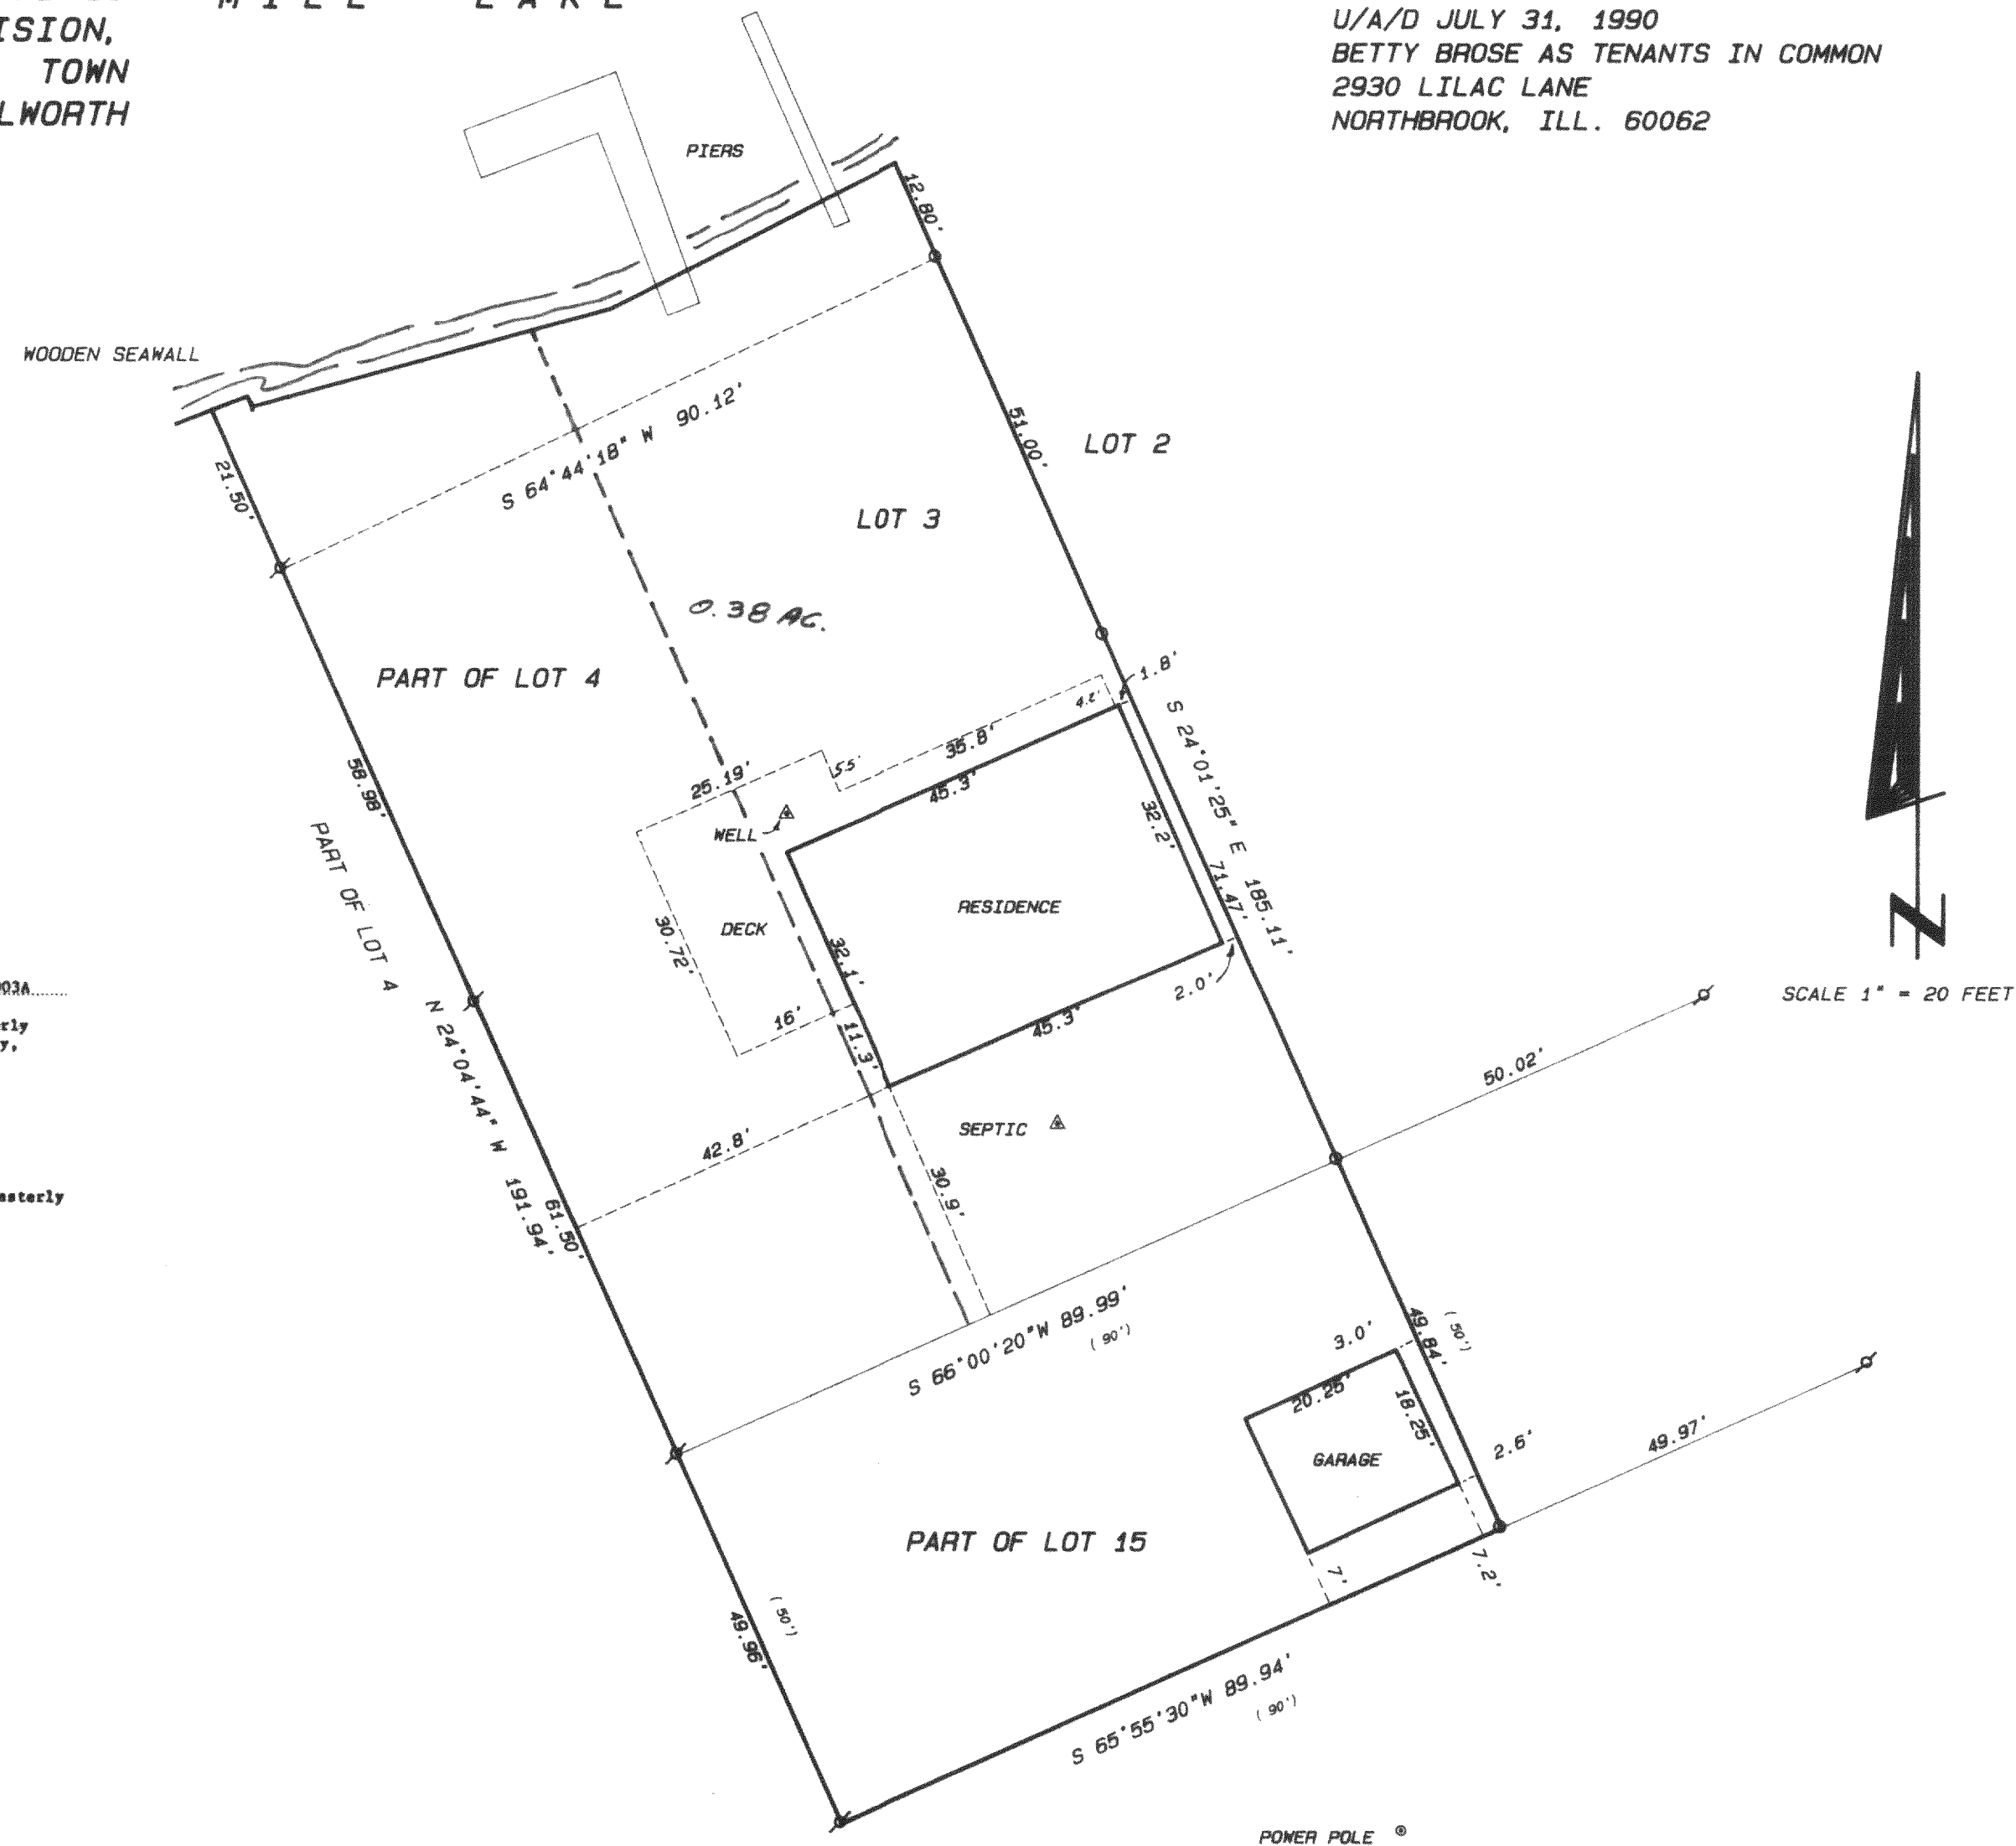 MILL LAKE
ISION,
TOWN
LWORTH
U/A/D JULY 31, 1990
BETTY BROSE AS TENANTS IN COMMON
2930 LILAC LANE
NORTHBROOK, ILL. 60062
PIERS
12.80'
WOODEN SEAWALL
S 64°44'18" W 90.12'
21.50'
51.00'
LOT 2
LOT 3
0.38 AC.
PART OF LOT 4
1.8'
4.2'
35.8'
5.5'
25.19'
45.3'
S 24°01'25" E 185.11'
58.98'
WELL
32.2'
71.47'
PART OF LOT 4
RESIDENCE
DECK
30.72'
32.1'
2.0'
16'
11.3'
45.3'
SCALE 1" = 20 FEET
03A
rly
y,
N 24°04'44" W 191.94'
50.02'
42.8'
SEPTIC
30.9'
sterly
61.50'
S 66°00'20"W 89.99'
(90')
49.84'
(50')
3.0'
20.25'
18.25'
GARAGE
2.6'
49.97'
PART OF LOT 15
7'
7.2'
(50')
49.96'
S 65°55'30"W 89.94'
(90')
POWER POLE